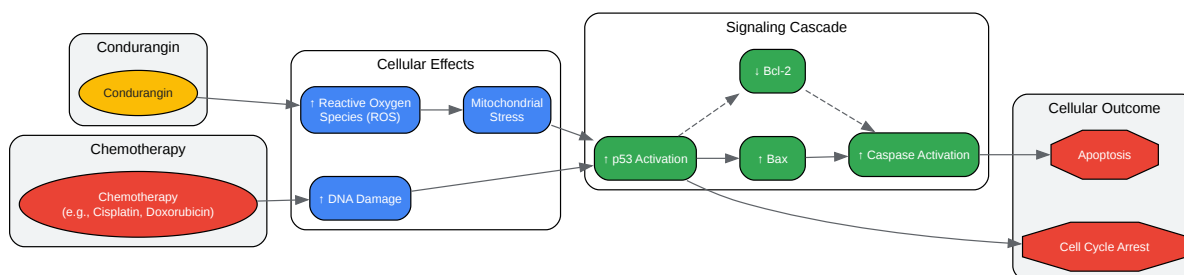 Condurangin
Condurangin
Chemotherapy
Chemotherapy
(e.g., Cisplatin, Doxorubicin)
Cellular Effects
↑ Reactive Oxygen
Species (ROS)
Mitochondrial
Stress
↑ DNA Damage
Signaling Cascade
↓ Bcl-2
↑ p53 Activation
↑ Bax
↑ Caspase Activation
Cellular Outcome
Apoptosis
Cell Cycle Arrest